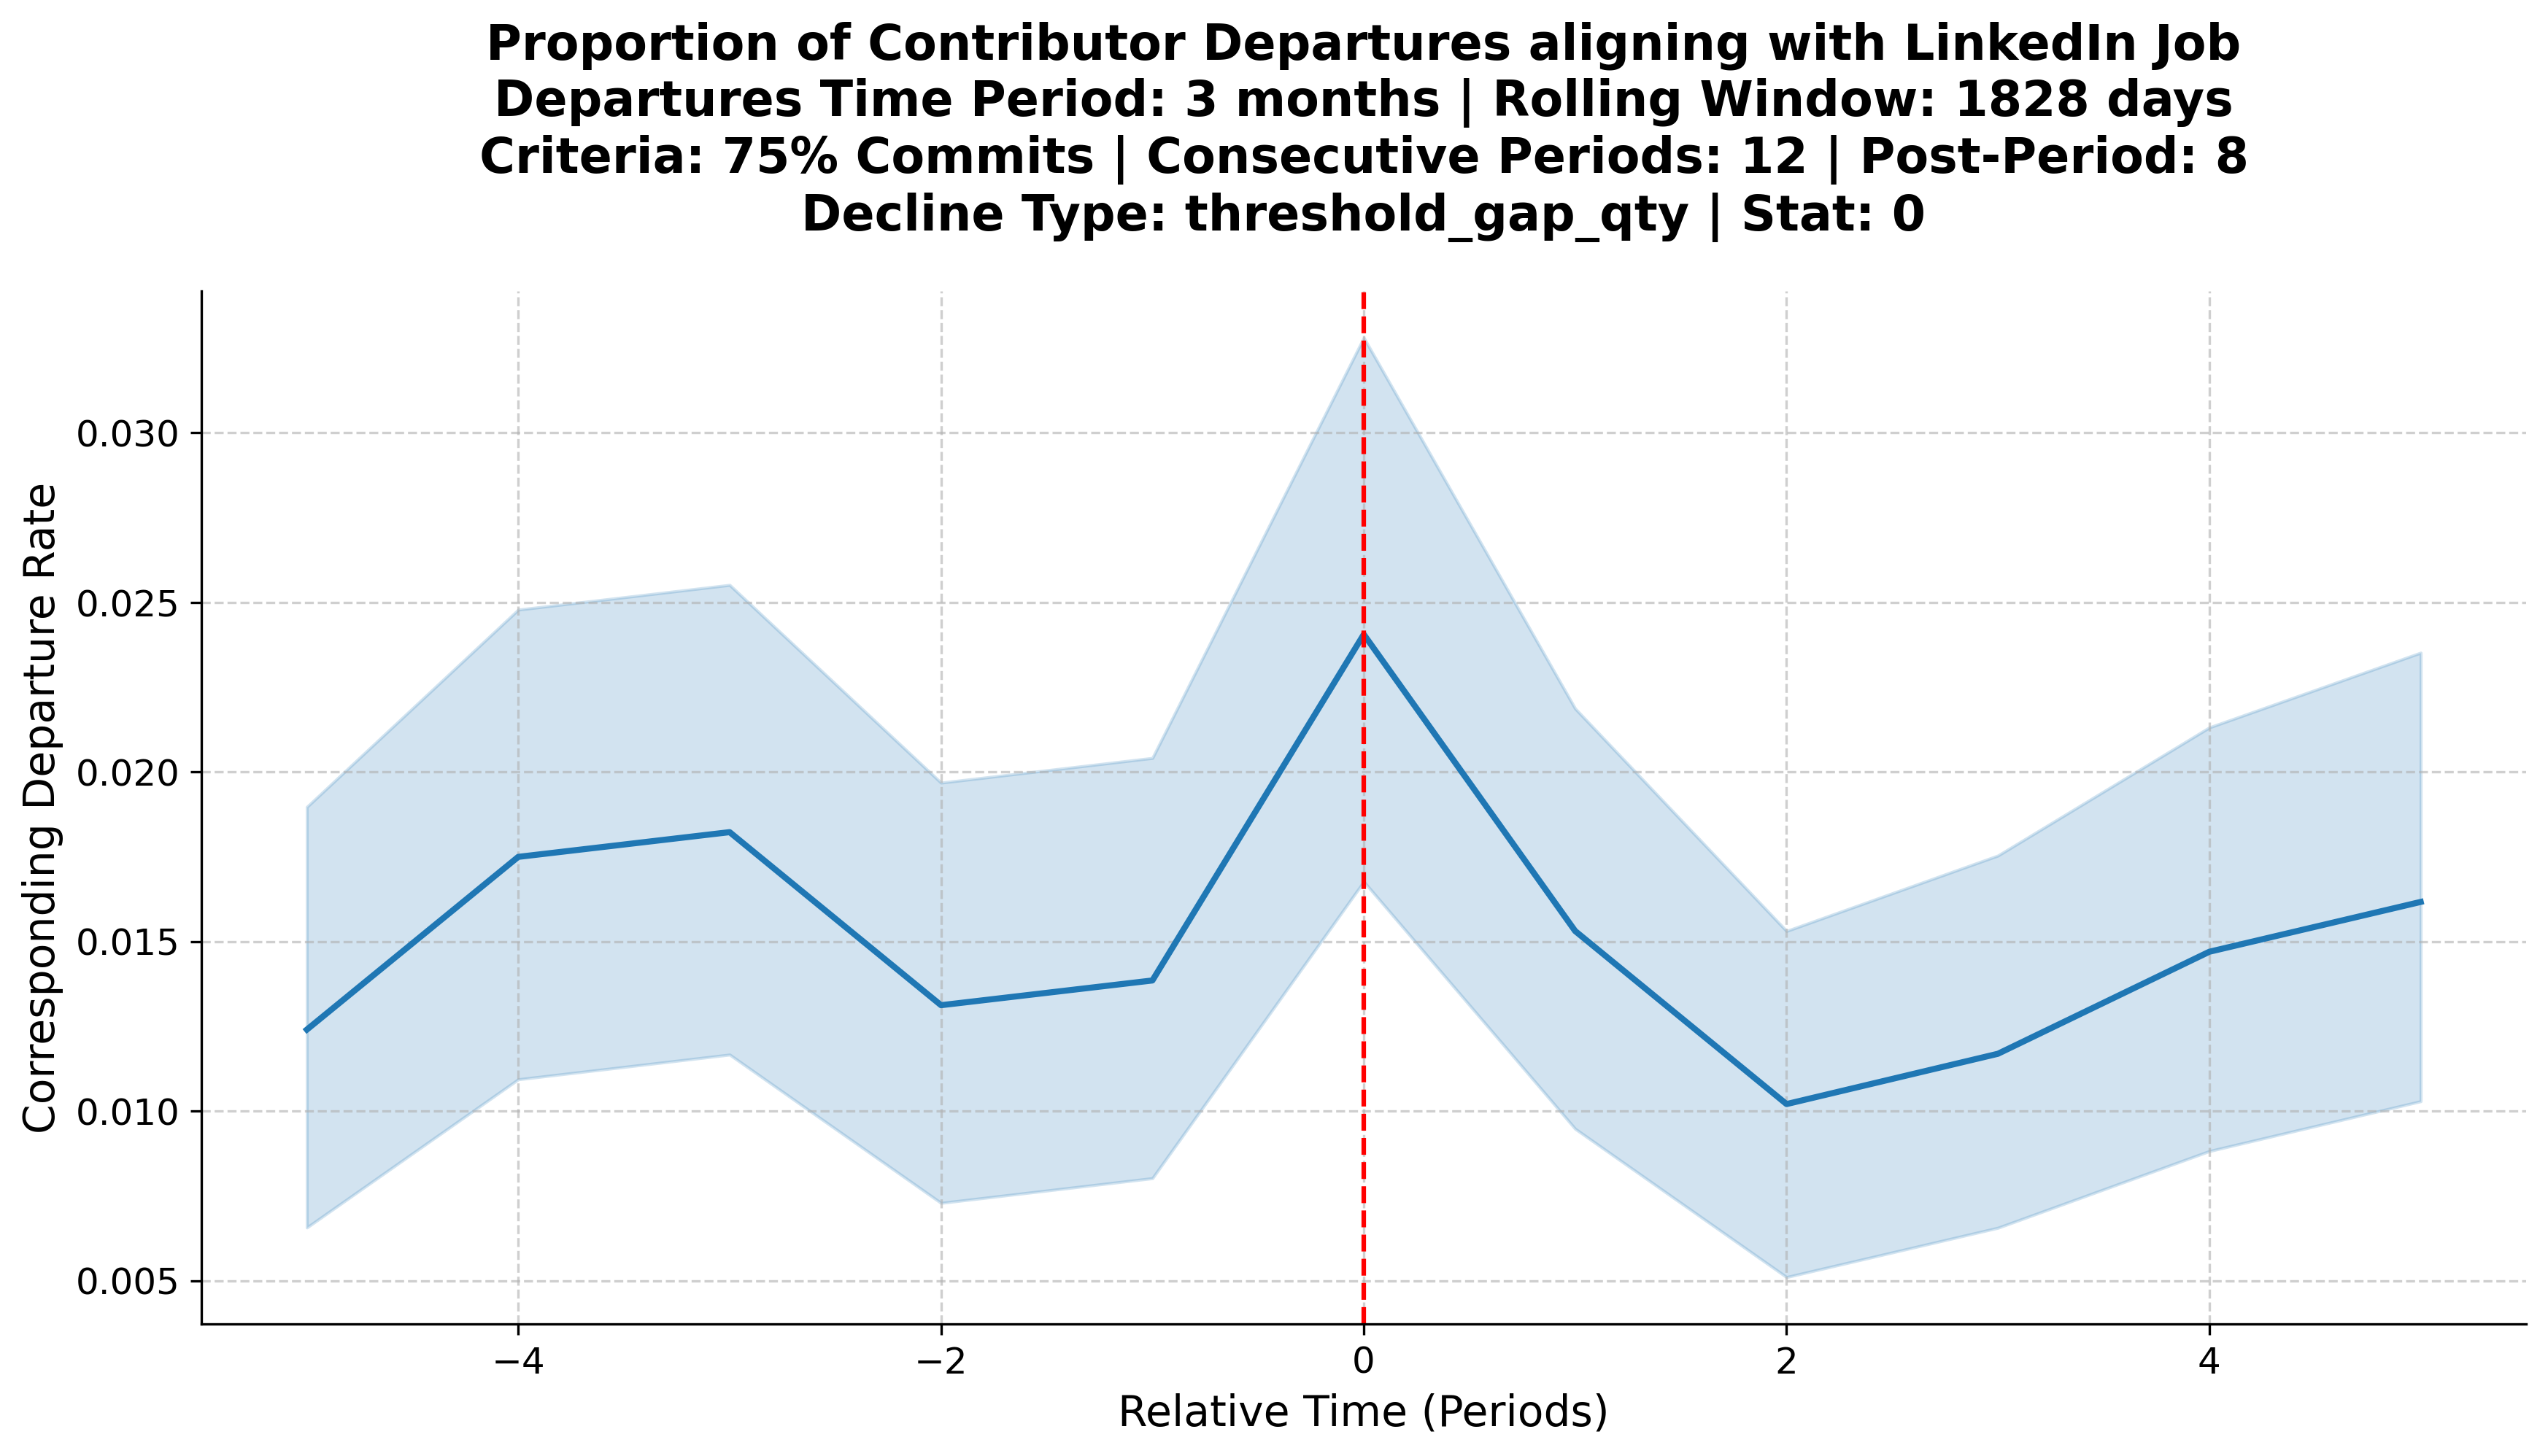 Proportion of Contributor Departures aligning with LinkedIn Job
Departures Time Period: 3 months | Rolling Window: 1828 days
Criteria: 75% Commits | Consecutive Periods: 12 | Post-Period: 8
Decline Type: threshold_gap_qty | Stat: 0
Corresponding Departure Rate
0.030
0.025
0.020
0.015
0.010
0.005
−4
−2
0
2
4
Relative Time (Periods)